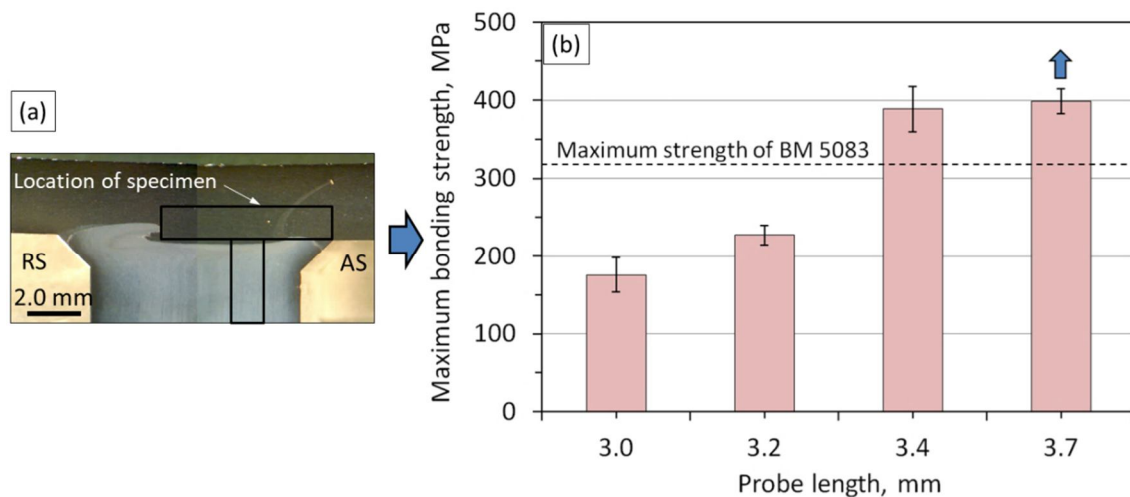 (a)
Location of specimen
RS
AS
2.0 mm
(b)
Maximum bonding strength, MPa
500
400
300
200
100
0
Maximum strength of BM 5083
3.0
3.2
3.4
3.7
Probe length, mm